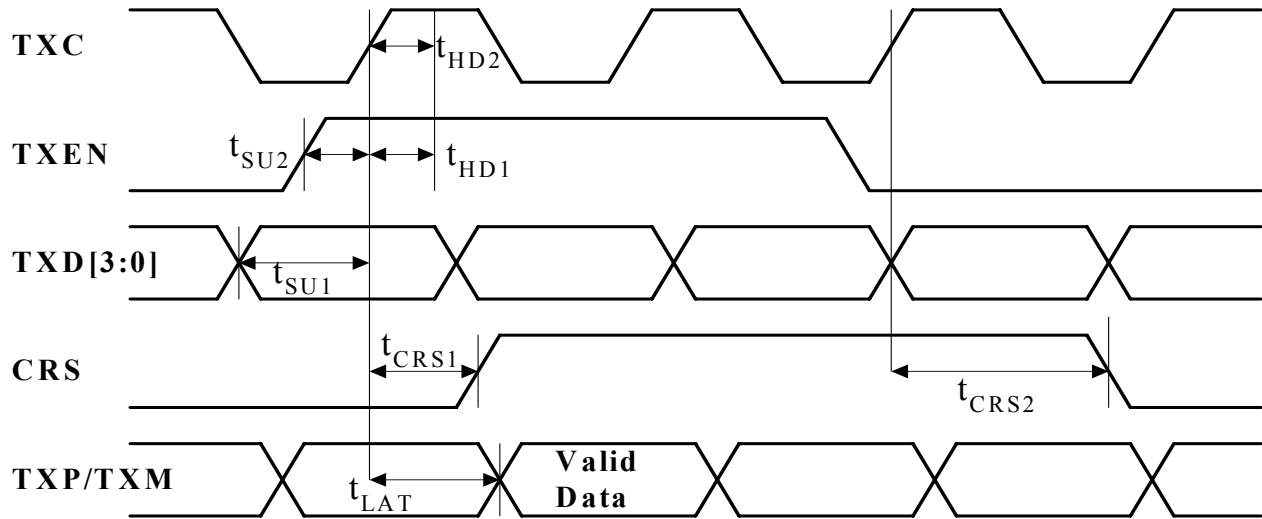 TXC
tHD2
TXEN
tSU2
tHD1
TXD[3:0]
tSU1
CRS
tCRS1
tCRS2
TXP/TXM
tLAT
Valid
Data